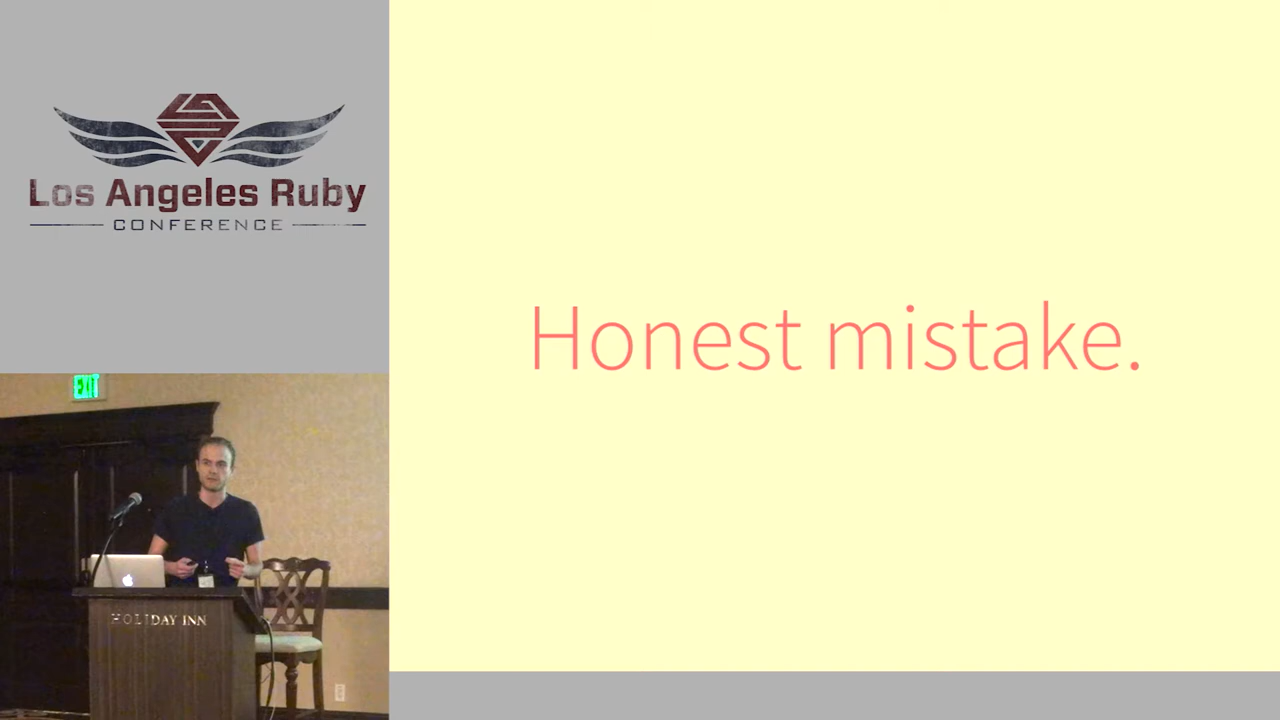 Los Angeles Ruby
CONFERENCE
Honest mistake.
EXIT
HOLIDAY INN